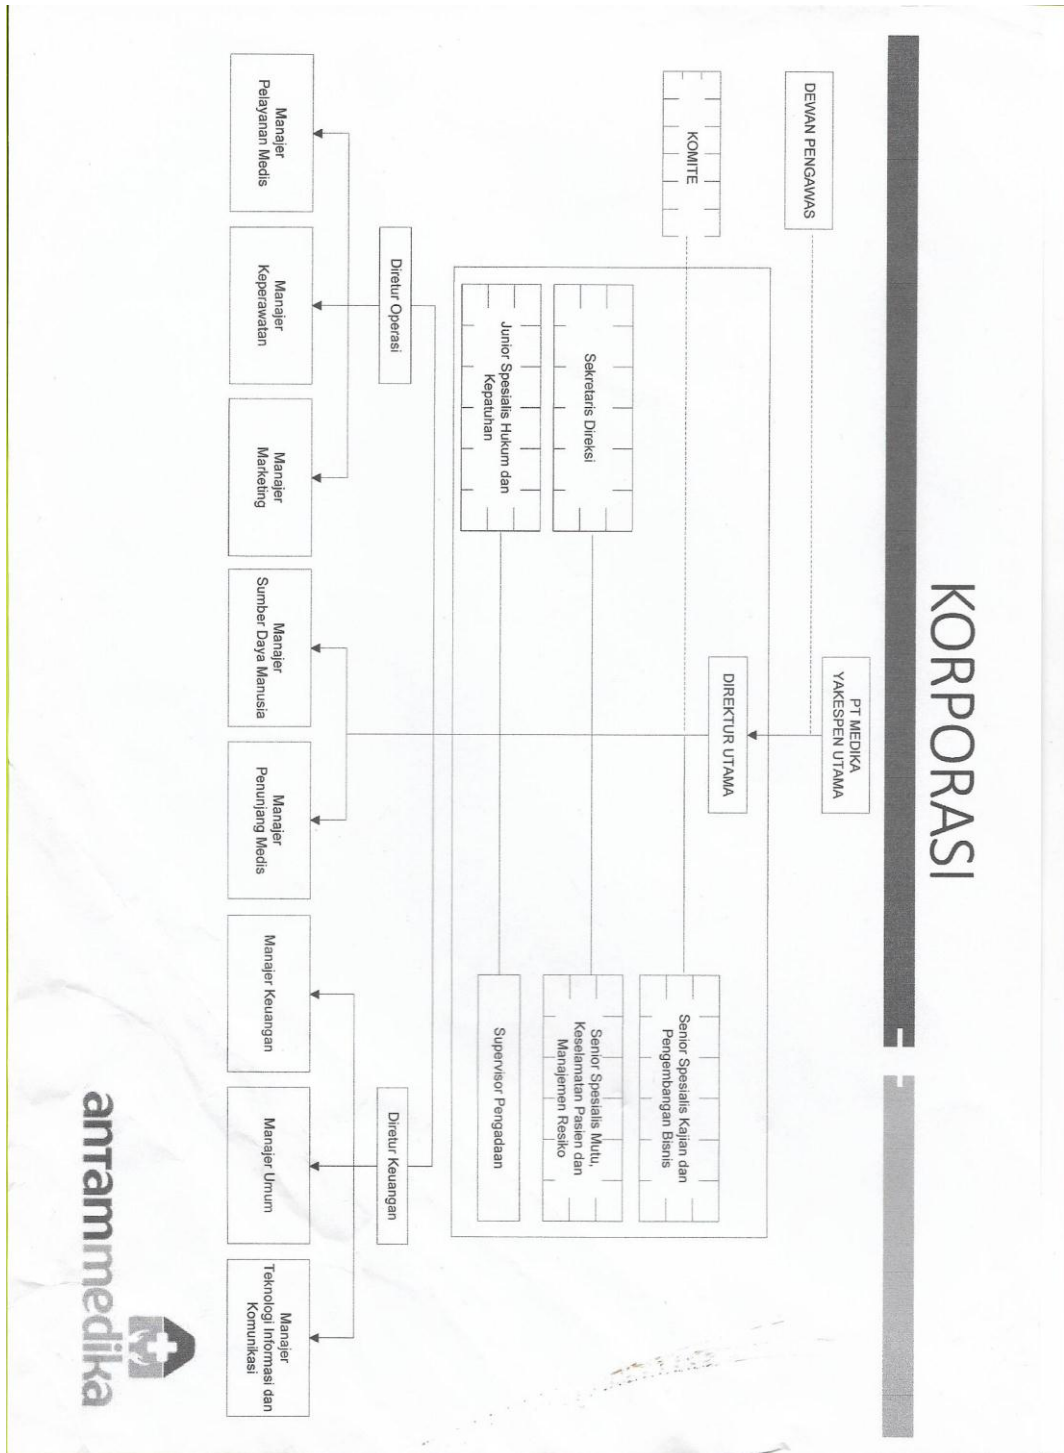 KORPORASI
PT MEDIKA
YAKESPEN UTAMA
DEWAN PENGAWAS
DIREKTUR UTAMA
KOMITE
Senior Spesialis Kajian dan
Pengembangan Bisnis
Sekretaris Direksi
Senior Spesialis Mutu,
Keselamatan Pasien dan
Manajemen Resiko
Junior Spesialis Hukum dan
Kepatuhan
Supervisor Pengadaan
Diretur Operasi
Diretur Keuangan
Manajer
Pelayanan Medis
Manajer
Keperawatan
Manajer
Marketing
Manajer
Sumber Daya Manusia
Manajer
Penunjang Medis
Manajer Keuangan
Manajer Umum
Manajer
Teknologi Informasi dan
Komunikasi
anTammedika